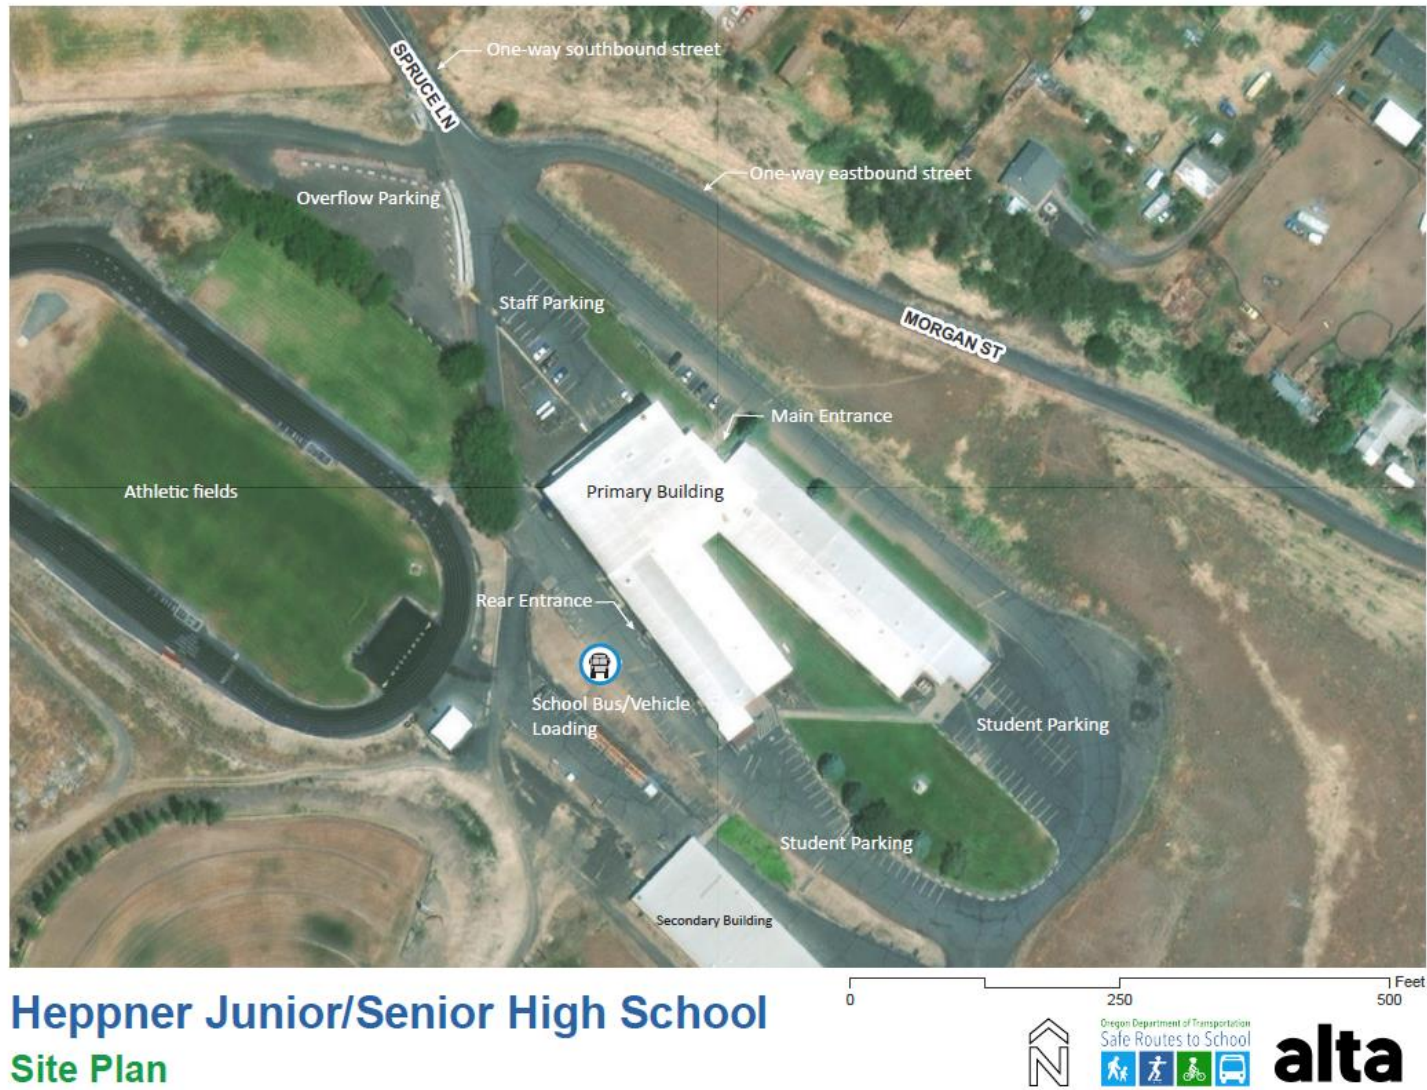 SPRUCE LN
One-way southbound street
One-way eastbound street
Overflow Parking
Staff Parking
MORGAN ST
Main Entrance
Athletic fields
Primary Building
Rear Entrance
School Bus/Vehicle
Loading
Student Parking
Student Parking
Secondary Building
Heppner Junior/Senior High School
Site Plan
Feet
0
250
500
N
Oregon Department of Transportation
Safe Routes to School
alta